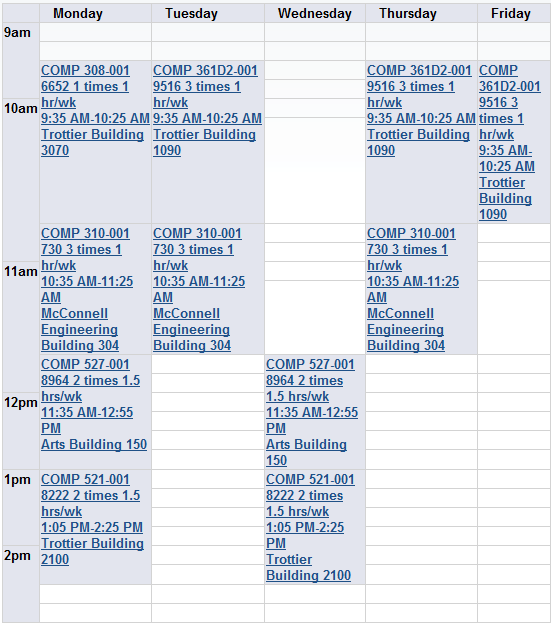 Monday Tuesday Wednesday Thursday Friday
9am
COMP 308-001
6652 1 times 1
hr/wk
9:35 AM-10:25 AM
Trottier Building
3070
COMP 361D2-001
9516 3 times 1
hr/wk
9:35 AM-10:25 AM
Trottier Building
1090
COMP 361D2-001
9516 3 times 1
hr/wk
9:35 AM-10:25 AM
Trottier Building
1090
COMP
361D2-001
9516 3
times 1
hr/wk
9:35 AM-
10:25 AM
Trottier
Building
1090
10am
COMP 310-001
730 3 times 1
hr/wk
10:35 AM-11:25
AM
McConnell
Engineering
Building 304
COMP 310-001
730 3 times 1
hr/wk
10:35 AM-11:25
AM
McConnell
Engineering
Building 304
COMP 310-001
730 3 times 1
hr/wk
10:35 AM-11:25
AM
McConnell
Engineering
Building 304
11am
COMP 527-001
8964 2 times 1.5
hrs/wk
11:35 AM-12:55
PM
Arts Building 150
COMP 527-001
8964 2 times
1.5 hrs/wk
11:35 AM-12:55
PM
Arts Building
150
12pm
1pm
COMP 521-001
8222 2 times 1.5
hrs/wk
1:05 PM-2:25 PM
Trottier Building
2100
COMP 521-001
8222 2 times
1.5 hrs/wk
1:05 PM-2:25
PM
Trottier
Building 2100
2pm